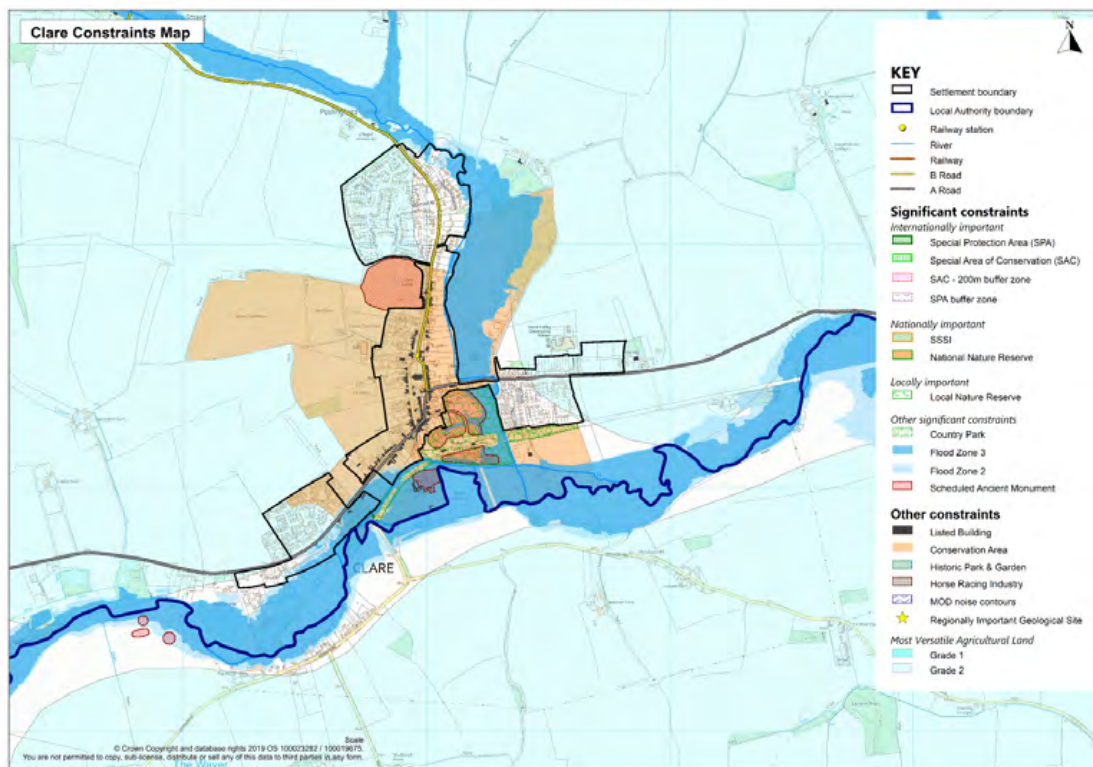 Clare Constraints Map
N
KEY
Settlement boundary
Local Authority boundary
Railway station
River
Railway
B Road
A Road
Significant constraints
Internationally important
Special Protection Area (SPA)
Special Area of Conservation (SAC)
SAC - 200m buffer zone
SPA buffer zone
Nationally important
SSSI
National Nature Reserve
Locally important
Local Nature Reserve
Other significant constraints
Country Park
Flood Zone 3
Flood Zone 2
Scheduled Ancient Monument
Other constraints
Listed Building
Conservation Area
Historic Park & Garden
Horse Racing Industry
MOD noise contours
Regionally Important Geological Site
Most Versatile Agricultural Land
Grade 1
Grade 2
CLARE
Scale
© Crown Copyright and database rights 2019 OS 100023282 / 100019675.
You are not permitted to copy, sub-license, distribute or sell any of this data to third parties in any form.